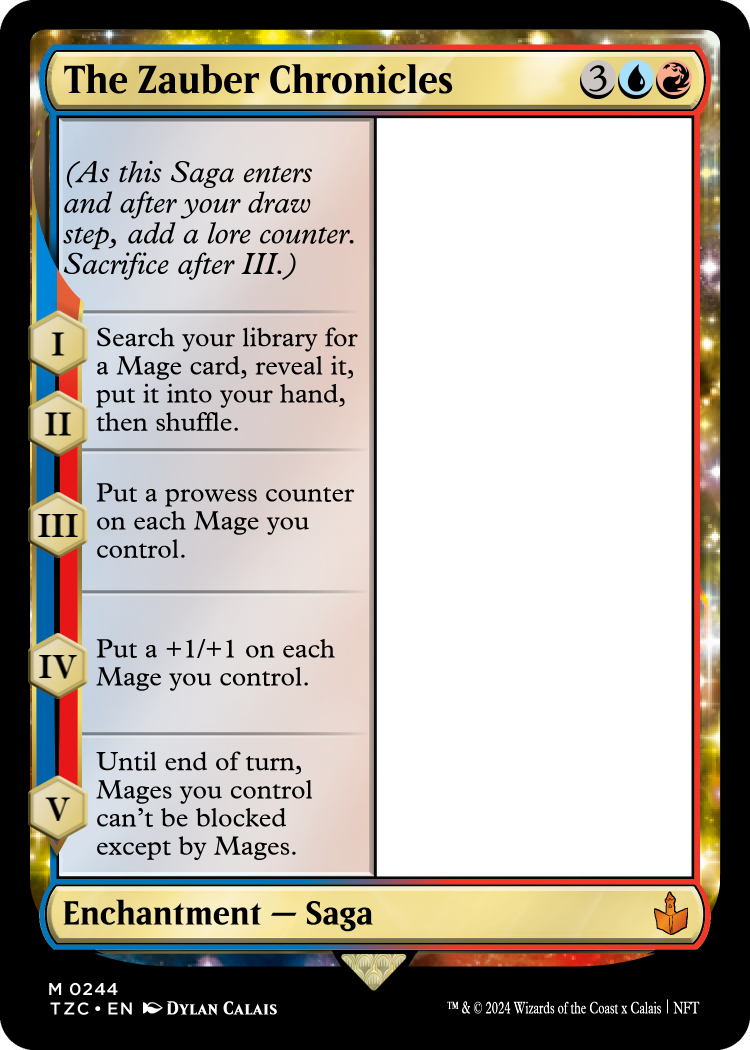 The Zauber Chronicles 3
(As this Saga enters
and after your draw
step, add a lore counter.
Sacrifice after III.)
I
Search your library for
a Mage card, reveal it,
put it into your hand,
then shuffle.
II
III
Put a prowess counter
on each Mage you
control.
IV
Put a +1/+1 on each
Mage you control.
V
Until end of turn,
Mages you control
can't be blocked
except by Mages.
Enchantment — Saga
M 0244
TZC • EN DYLAN CALAIS
™ & © 2024 Wizards of the Coast x Calais | NFT